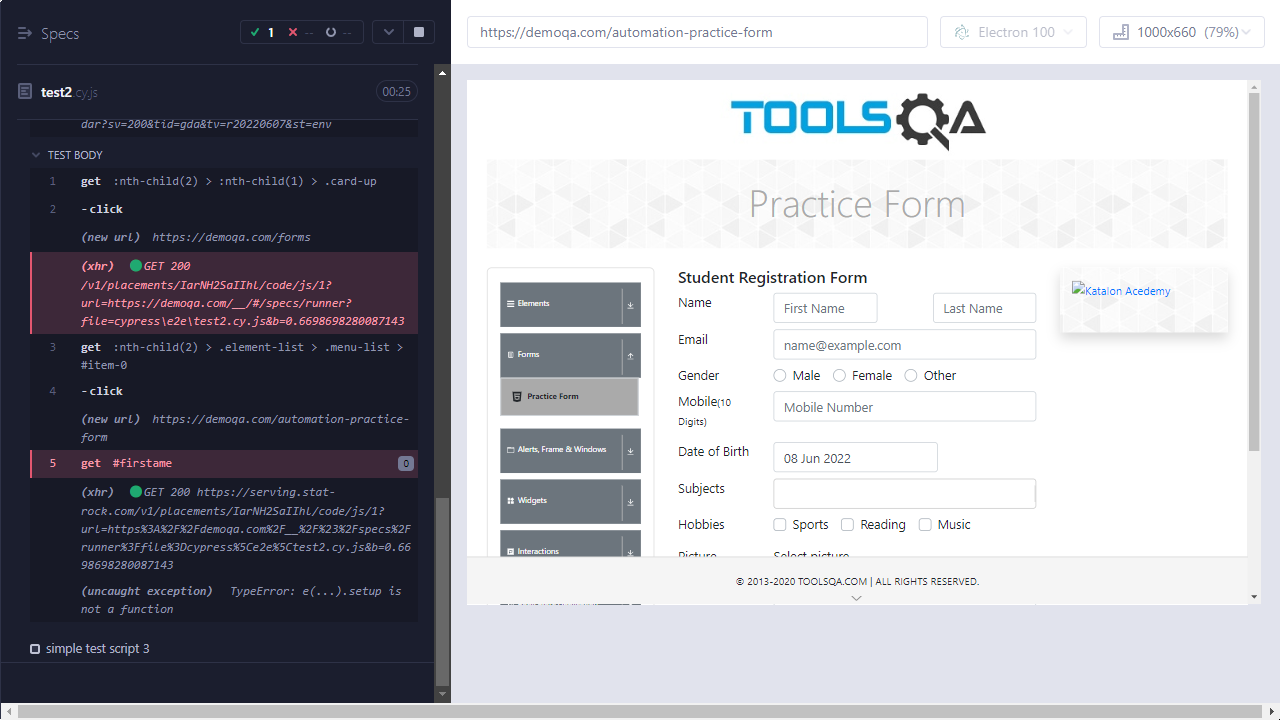 Specs
1
--
--
test2.cy.js
00:25
dar?sv=200&tid=gda&tv=r20220607&st=env
TEST BODY
1 get :nth-child(2) > :nth-child(1) > .card-up
2 -click
(new url) https://demoqa.com/forms
(xhr) GET 200
/v1/placements/IarNH2SaIIhl/code/js/1?
url=https://demoqa.com/__/#/specs/runner?
file=cypress\e2e\test2.cy.js&b=0.6698698280087143
3 get :nth-child(2) > .element-list > .menu-list >
#item-0
4 -click
(new url) https://demoqa.com/automation-practice-
form
5 get #firstame 0
(xhr) GET 200 https://serving.stat-
rock.com/v1/placements/IarNH2SaIIhl/code/js/1?
url=https%3A%2F%2Fdemoqa.com%2F__%2F%23%2Fspecs%2F
runner%3Ffile%3Dcypress%5Ce2e%5Ctest2.cy.js&b=0.66
98698280087143
(uncaught exception) TypeError: e(...).setup is
not a function
simple test script 3
https://demoqa.com/automation-practice-form
Electron 100
1000x660 (79%)
TOOLSQA
Practice Form
Elements
Forms
Practice Form
Alerts, Frame & Windows
Widgets
Interactions
Student Registration Form
Name
First Name
Last Name
Email
name@example.com
Gender
Male
Female
Other
Mobile(10
Digits)
Mobile Number
Date of Birth
08 Jun 2022
Subjects
Hobbies
Sports
Reading
Music
Picture
Select picture
Katalon Acedemy
© 2013-2020 TOOLSQA.COM | ALL RIGHTS RESERVED.